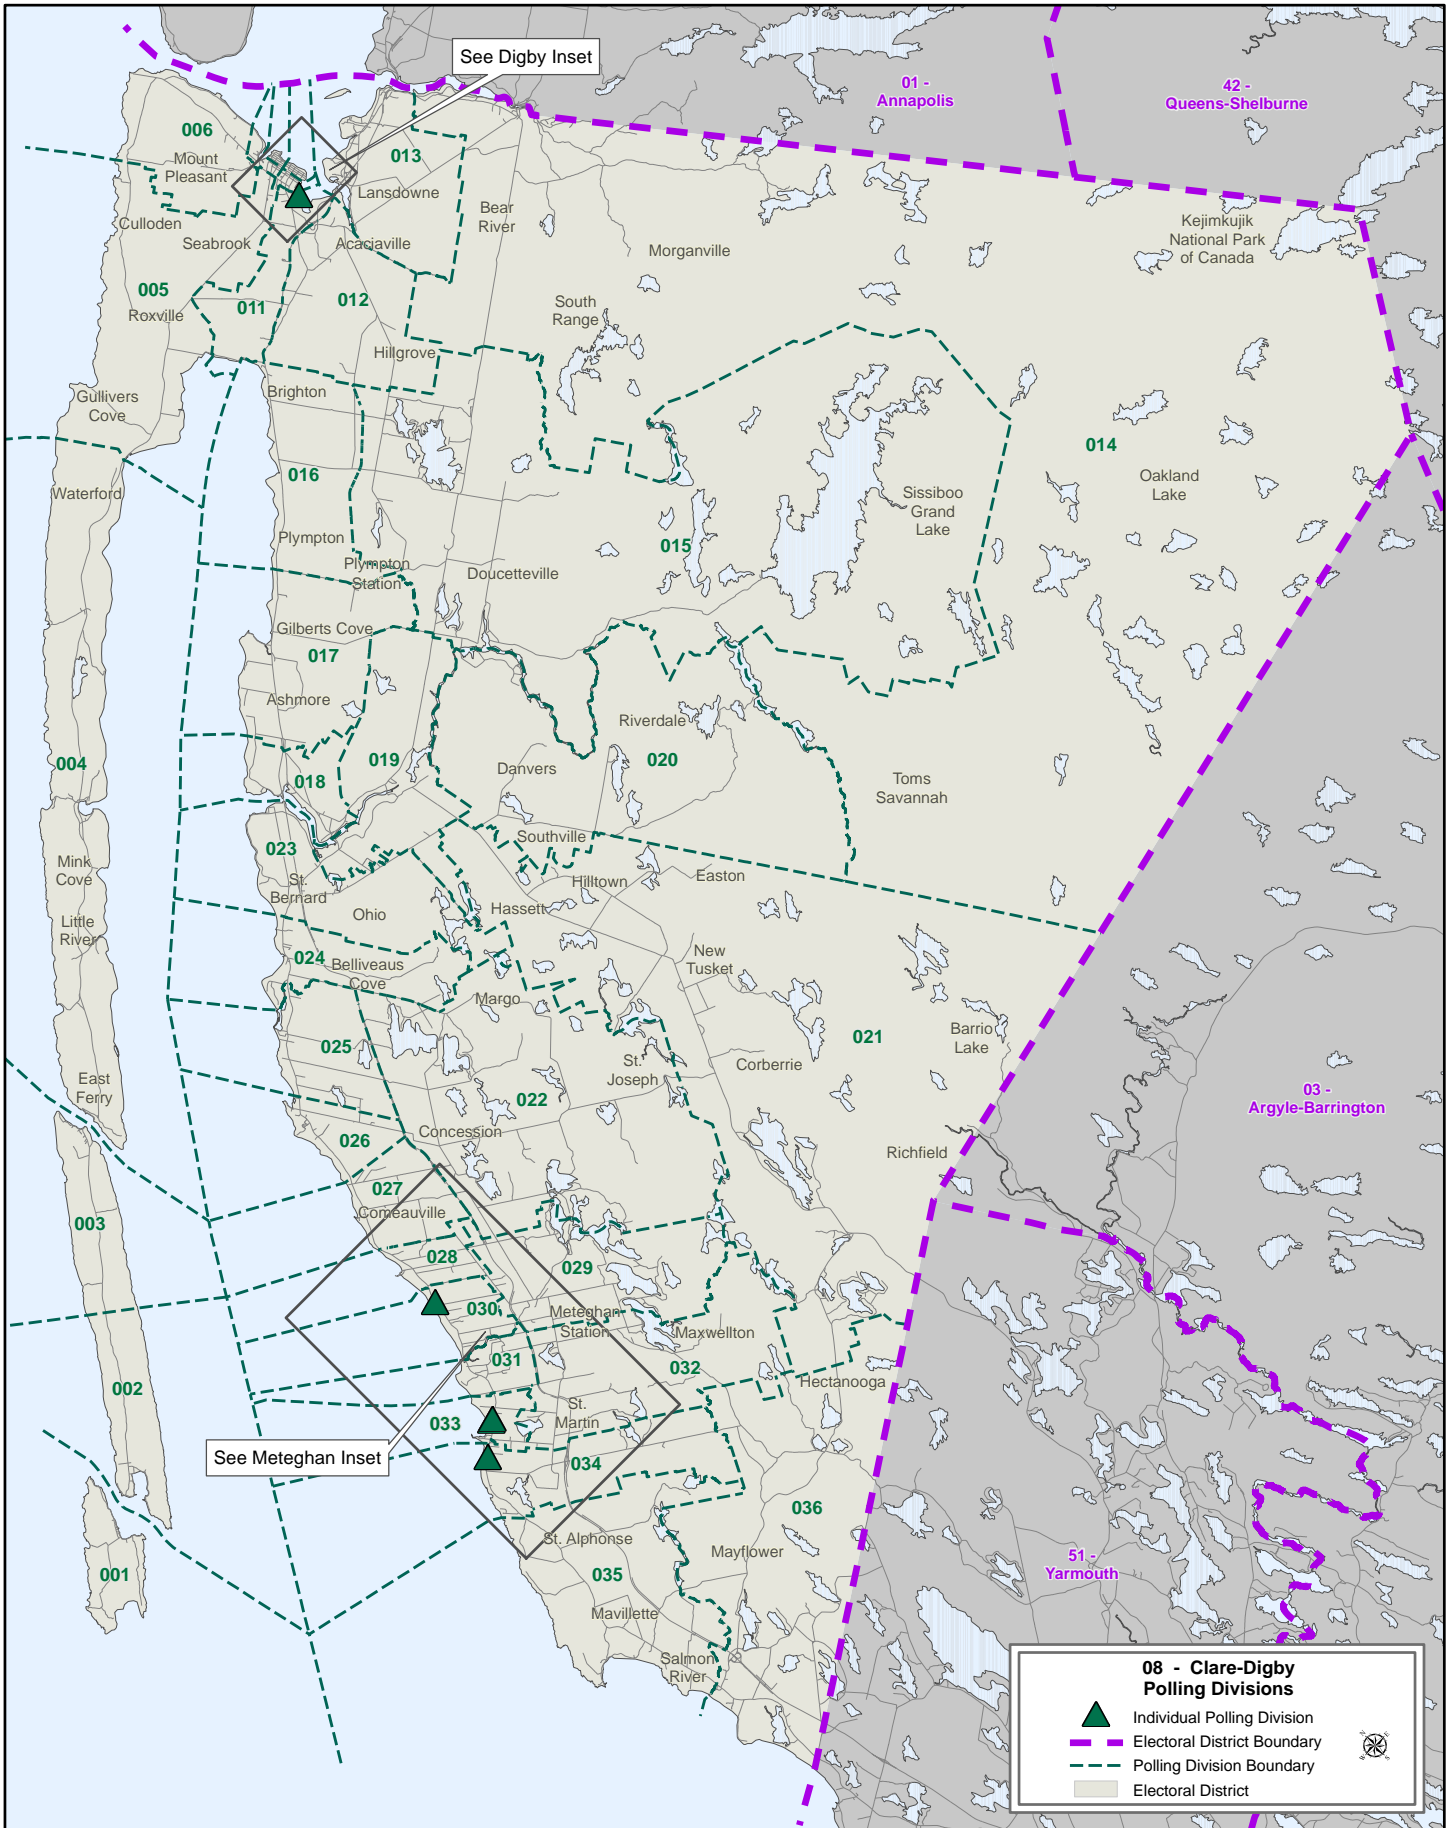 See Digby Inset
01 -
Annapolis
42 -
Queens-Shelburne
006
Mount
Pleasant
013
Lansdowne
Bear
River
Culloden
Seabrook
Acaciaville
Morganville
Kejimkujik
National Park
of Canada
005
Roxville
011
012
South
Range
Hillgrove
Brighton
Gullivers
Cove
014
016
Waterford
Sissiboo
Grand
Lake
Oakland
Lake
Plympton
015
Plympton
Station
Doucetteville
Gilberts Cove
017
Ashmore
Riverdale
004
018
019
020
Danvers
Toms
Savannah
023
Southville
Mink
Cove
St.
Bernard
Hilltown
Easton
Ohio
Hassett
Little
River
024
Belliveaus
Cove
New
Tusket
Margo
025
021
Barrio
Lake
St.
Joseph
Corberrie
East
Ferry
022
03 -
Argyle-Barrington
026
Concession
Richfield
027
003
Comeauville
028
029
030
Meteghan
Station
Maxwellton
031
032
002
Hectanooga
033
St.
Martin
See Meteghan Inset
034
036
St. Alphonse
Mayflower
001
035
51 -
Yarmouth
Mavillette
Salmon
River
08 - Clare-Digby
Polling Divisions
Individual Polling Division
Electoral District Boundary
Polling Division Boundary
Electoral District